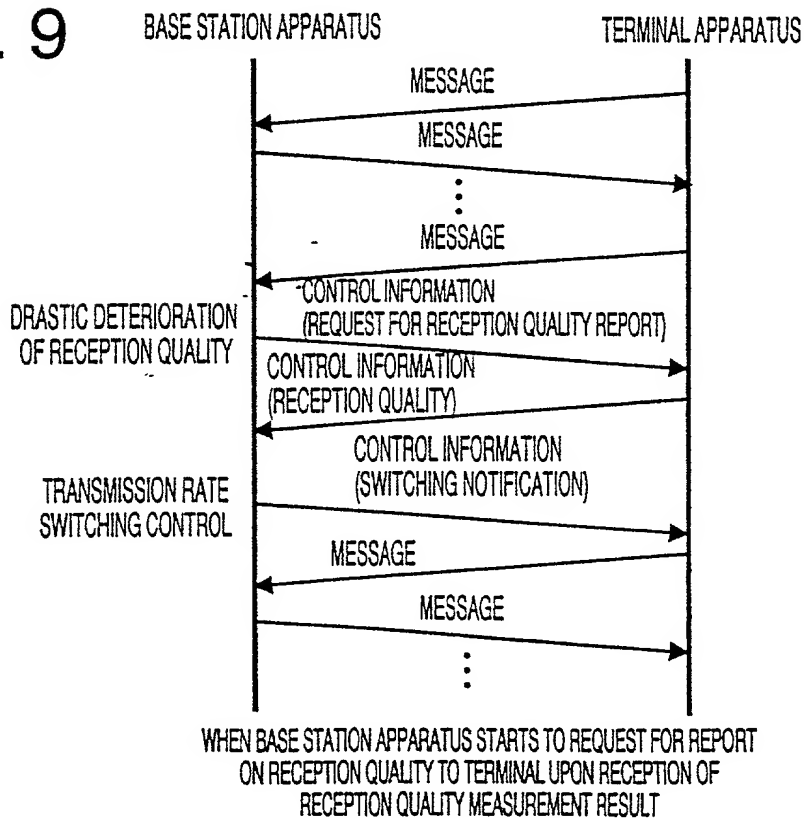 . 9
BASE STATION APPARATUS
TERMINAL APPARATUS
MESSAGE
MESSAGE
MESSAGE
CONTROL INFORMATION
(REQUEST FOR RECEPTION QUALITY REPORT)
DRASTIC DETERIORATION
OF RECEPTION QUALITY
CONTROL INFORMATION
(RECEPTION QUALITY)
CONTROL INFORMATION
(SWITCHING NOTIFICATION)
TRANSMISSION RATE
SWITCHING CONTROL
MESSAGE
MESSAGE
WHEN BASE STATION APPARATUS STARTS TO REQUEST FOR REPORT
ON RECEPTION QUALITY TO TERMINAL UPON RECEPTION OF
RECEPTION QUALITY MEASUREMENT RESULT